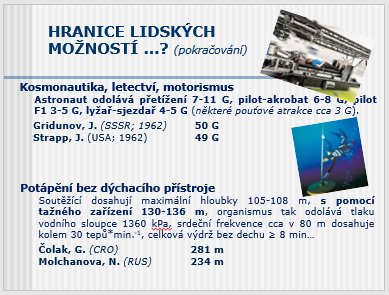 HRANICE LIDSKÝCH
MOŽNOSTÍ ...? (pokračování)
Kosmonautika, letectví, motorismus
Astronaut odolává přetížení 7-11 G, pilot-akrobat 6-8 G, pilot
F1 3-5 G, lyžař-sjezdař 4-5 G (některé pouťové atrakce cca 3 G).
Gridunov, J. (SSSR; 1962) 50 G
Strapp, J. (USA; 1962) 49 G
Potápění bez dýchacího přístroje
Soutěžící dosahují maximální hloubky 105-108 m, s pomocí
tažného zařízení 130-136 m, organismus tak odolává tlaku
vodního sloupce 1360 kPa, srdeční frekvence cca v 80 m dosahuje
kolem 30 tepů*min.-1, celková výdrž bez dechu ≥ 8 min...
Čolak, G. (CRO) 281 m
Molchanova, N. (RUS) 234 m